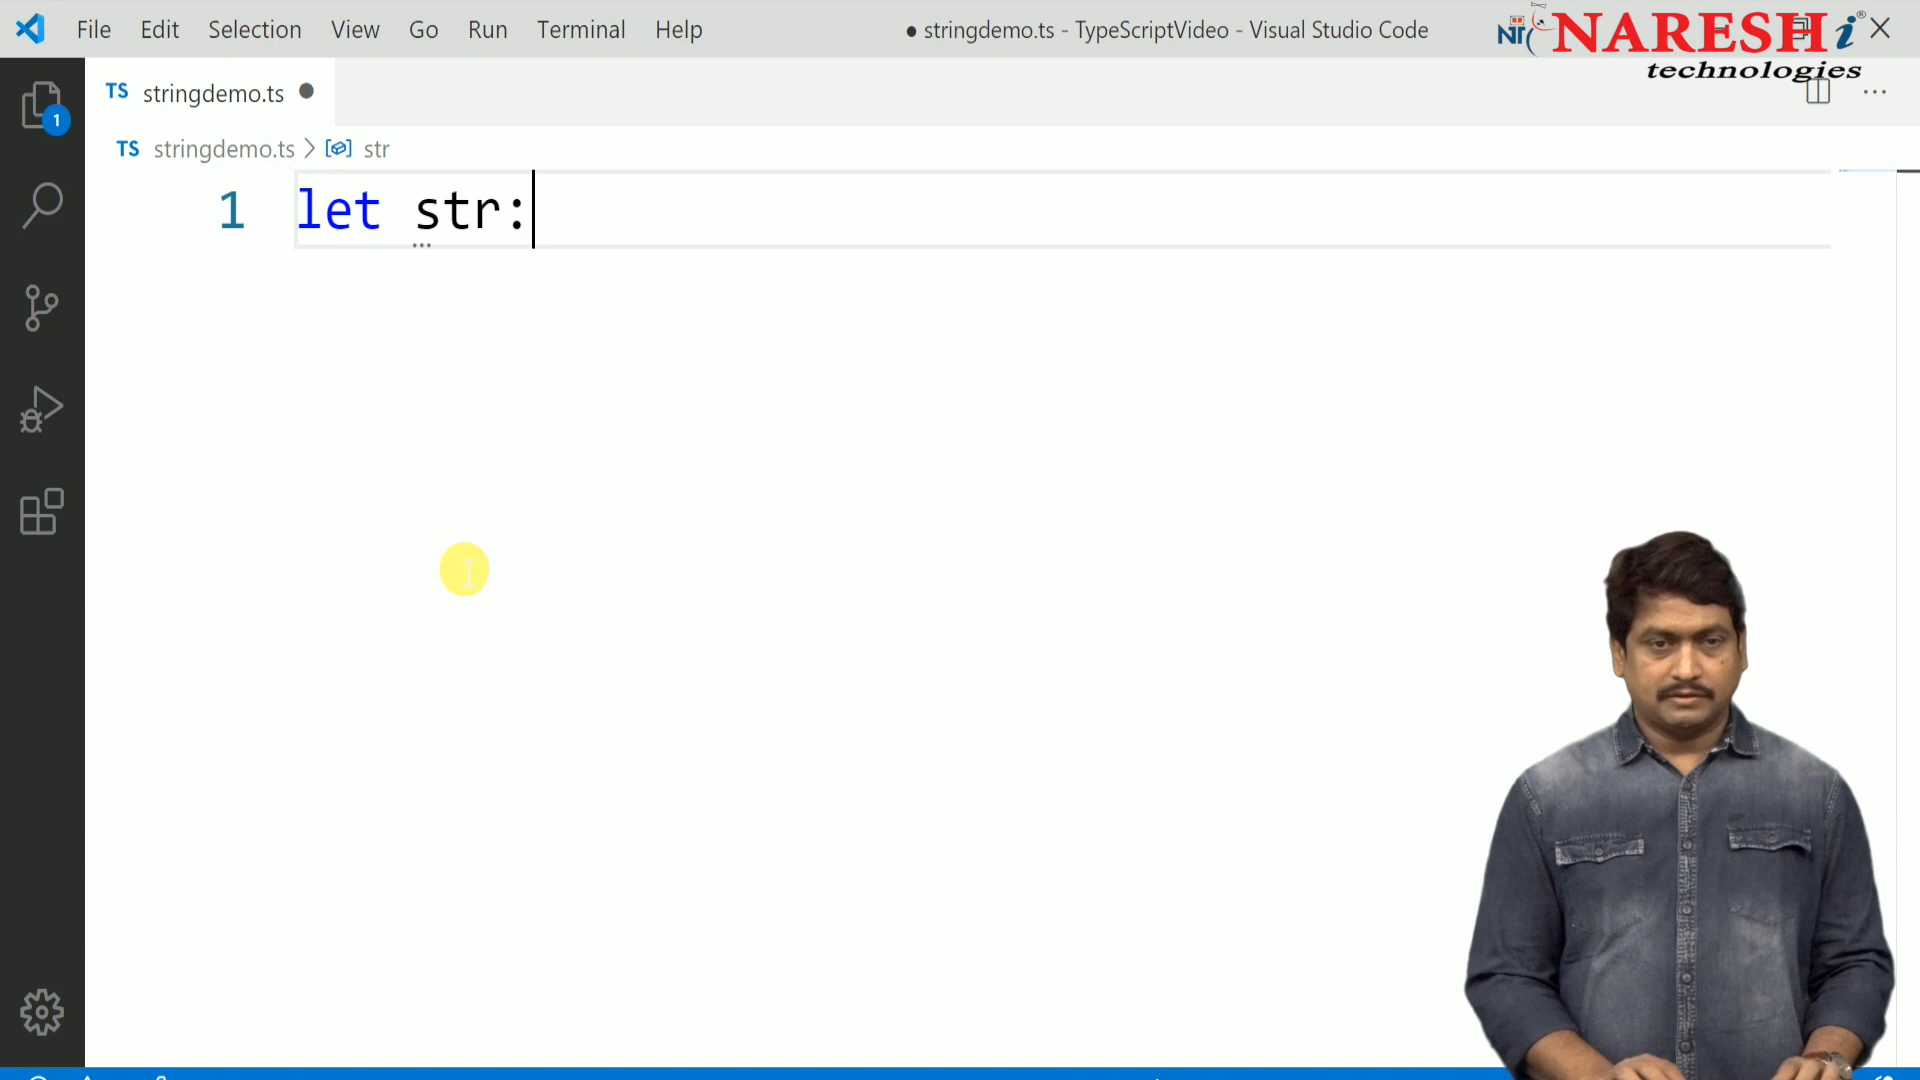 File Edit Selection View Go Run Terminal Help
● stringdemo.ts - TypeScriptVideo - Visual Studio Code
NARESH i ®
technologies
TS stringdemo.ts
TS stringdemo.ts > str
1 let str:
1